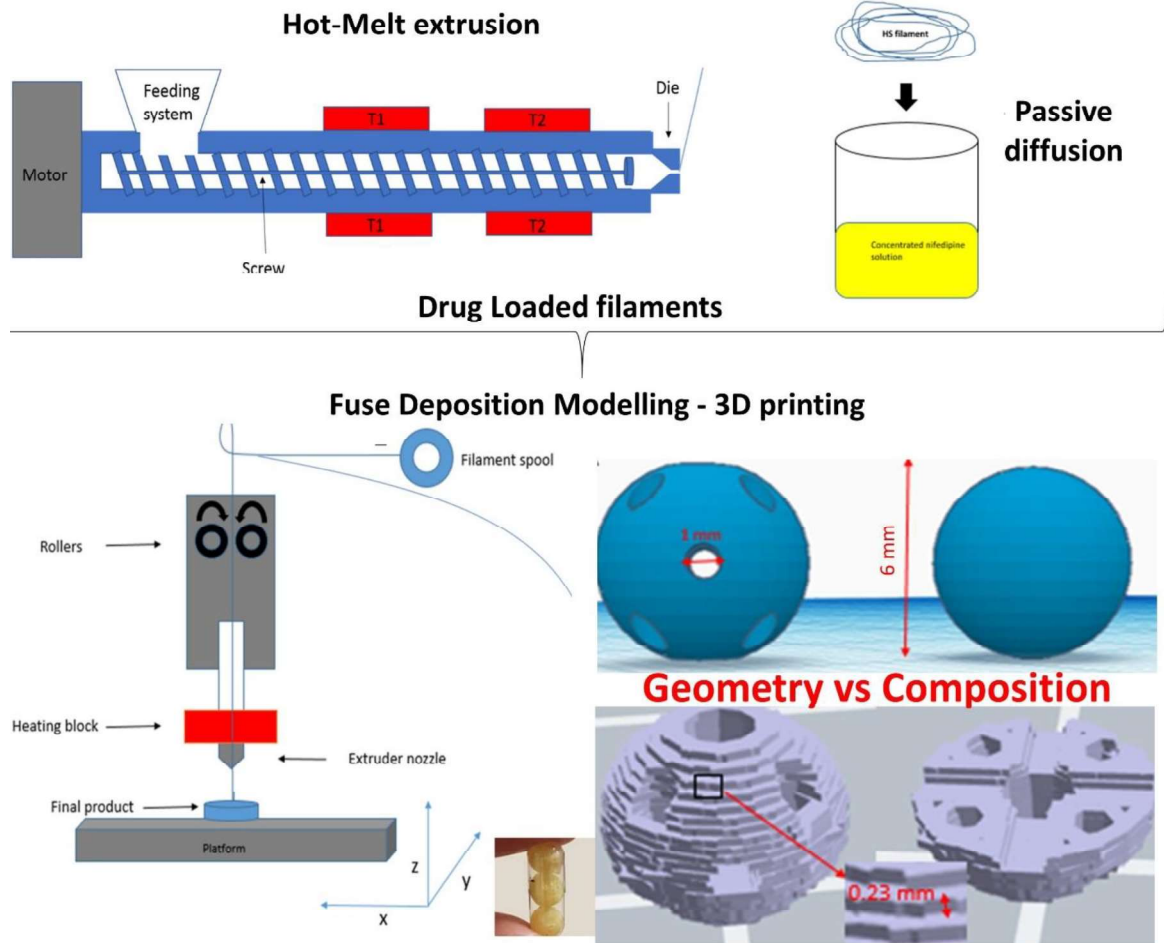 Hot-Melt extrusion
HS filament
Feeding
system
Die
T1
T2
Passive
diffusion
Motor
T1
T2
Concentrated nifedipine
solution
Screw
Drug Loaded filaments
Fuse Deposition Modelling - 3D printing
Filament spool
Rollers
1 mm
6 mm
Geometry vs Composition
Heating block
Extruder nozzle
Final product
Platform
z
y
x
0.23 mm